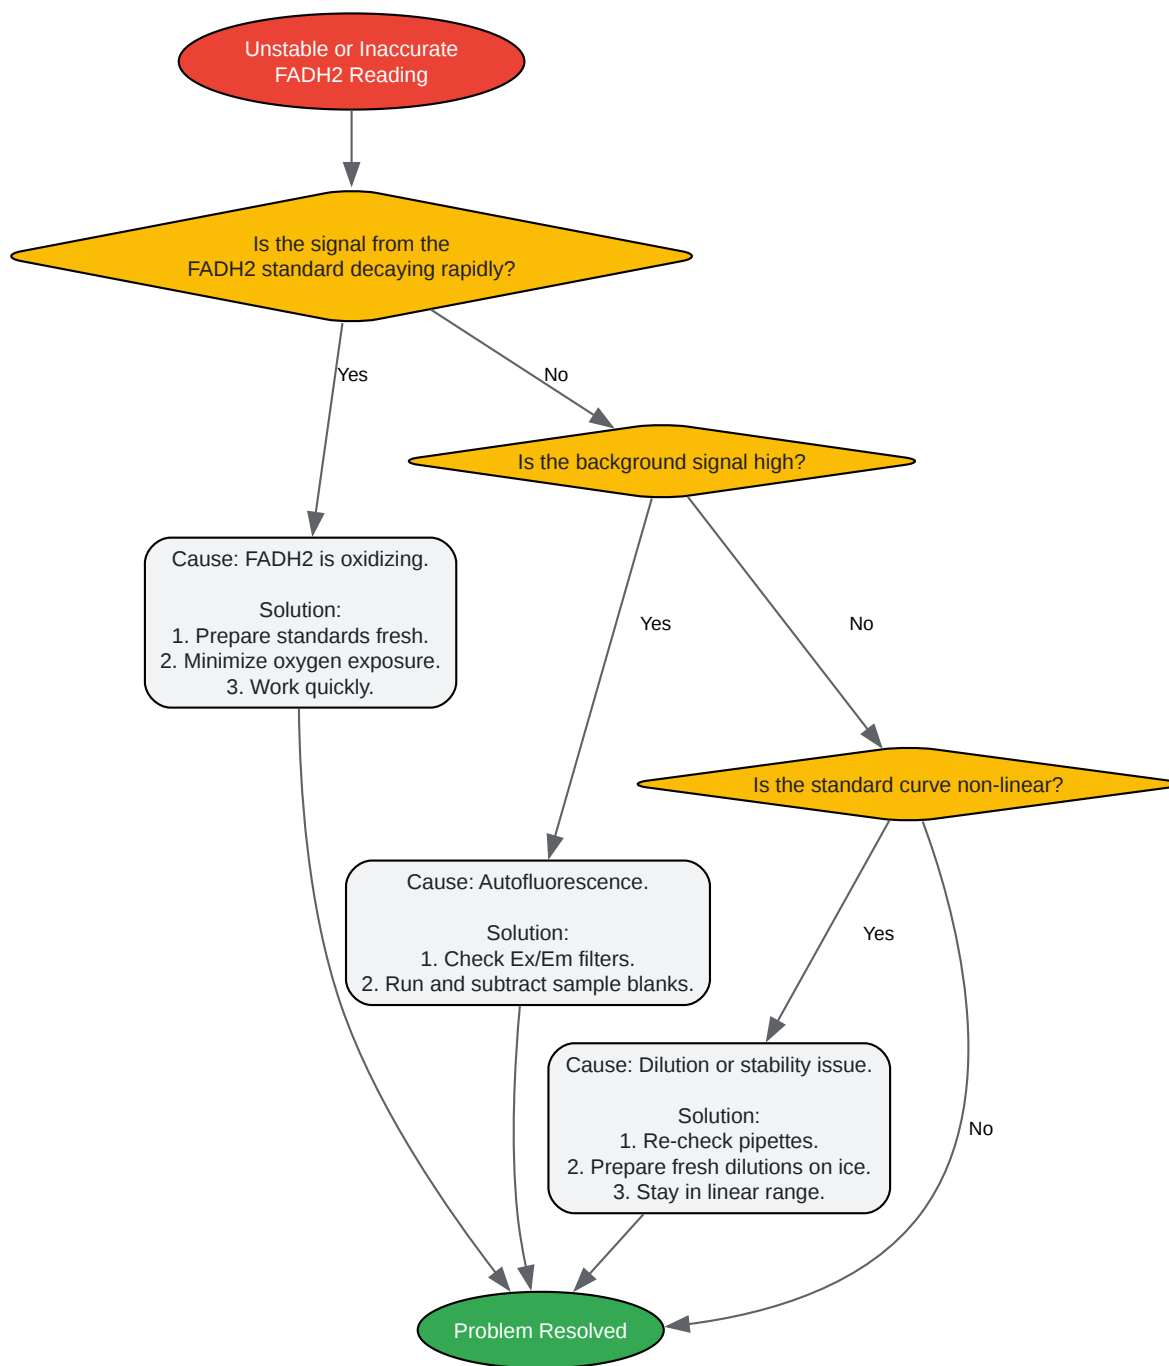 Unstable or Inaccurate
FADH2 Reading
Is the signal from the
FADH2 standard decaying rapidly?
Yes
No
Is the background signal high?
Cause: FADH2 is oxidizing.
Solution:
1. Prepare standards fresh.
2. Minimize oxygen exposure.
3. Work quickly.
Yes
No
Is the standard curve non-linear?
Cause: Autofluorescence.
Solution:
1. Check Ex/Em filters.
2. Run and subtract sample blanks.
Yes
Cause: Dilution or stability issue.
Solution:
1. Re-check pipettes.
2. Prepare fresh dilutions on ice.
3. Stay in linear range.
No
Problem Resolved